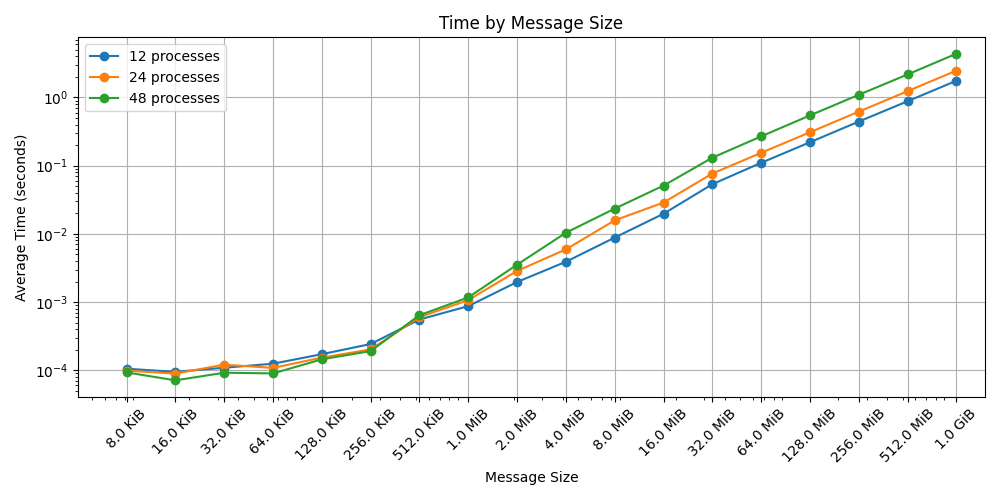 Time by Message Size
12 processes
24 processes
48 processes
Average Time (seconds)
10⁰
10⁻¹
10⁻²
10⁻³
10⁻⁴
8.0 KiB
16.0 KiB
32.0 KiB
64.0 KiB
128.0 KiB
256.0 KiB
512.0 KiB
1.0 MiB
2.0 MiB
4.0 MiB
8.0 MiB
16.0 MiB
32.0 MiB
64.0 MiB
128.0 MiB
256.0 MiB
512.0 MiB
1.0 GiB
Message Size